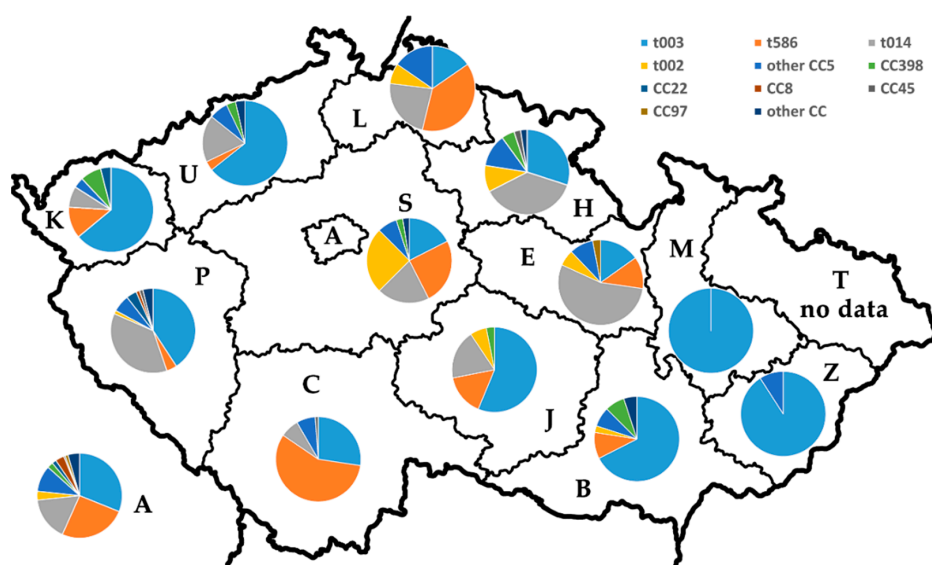 t003 t586 t014
t002 other CC5 CC398
CC22 CC8 CC45
CC97 other CC
L
U
K
H
S
A
E
M
P
T
no data
Z
C
J
B
A